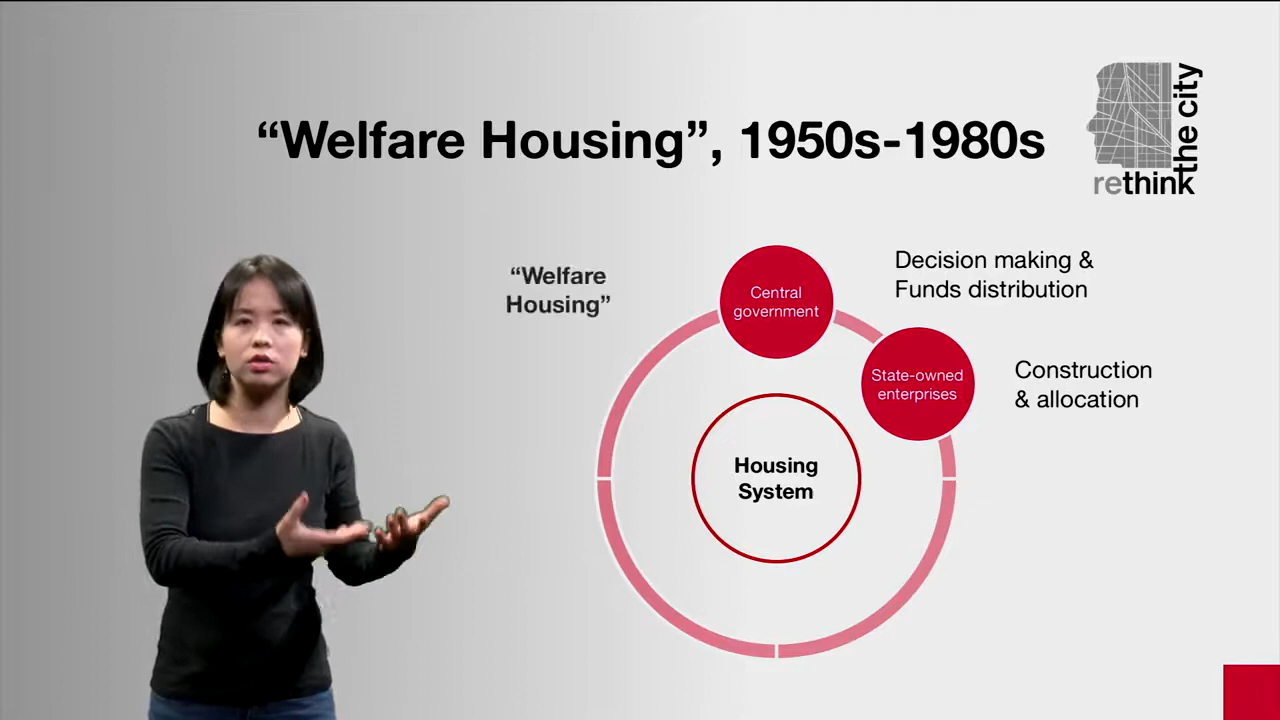 “Welfare Housing”, 1950s-1980s
rethink
the city
“Welfare
Housing”
Central
government
Decision making &
Funds distribution
State-owned
enterprises
Construction
& allocation
Housing
System